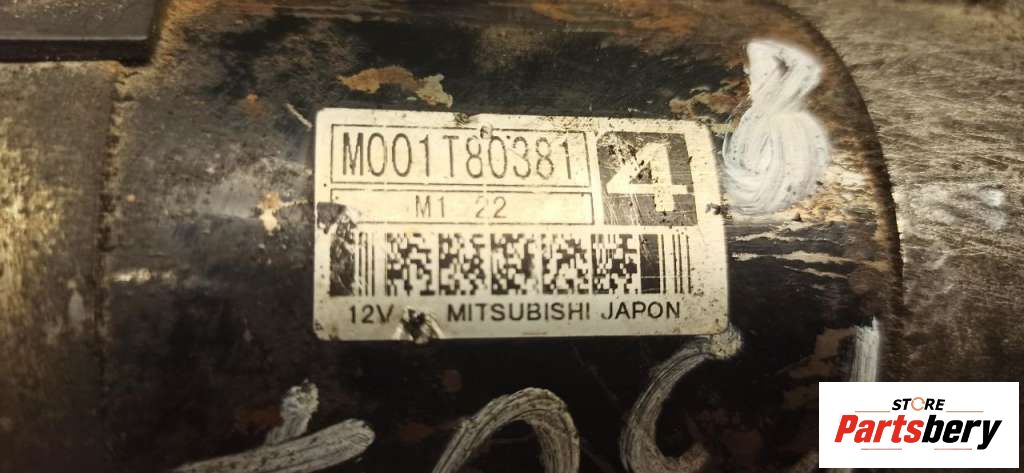 M001T80381
4
M1 22
12V MITSUBISHI JAPON
STORE
Partsbery